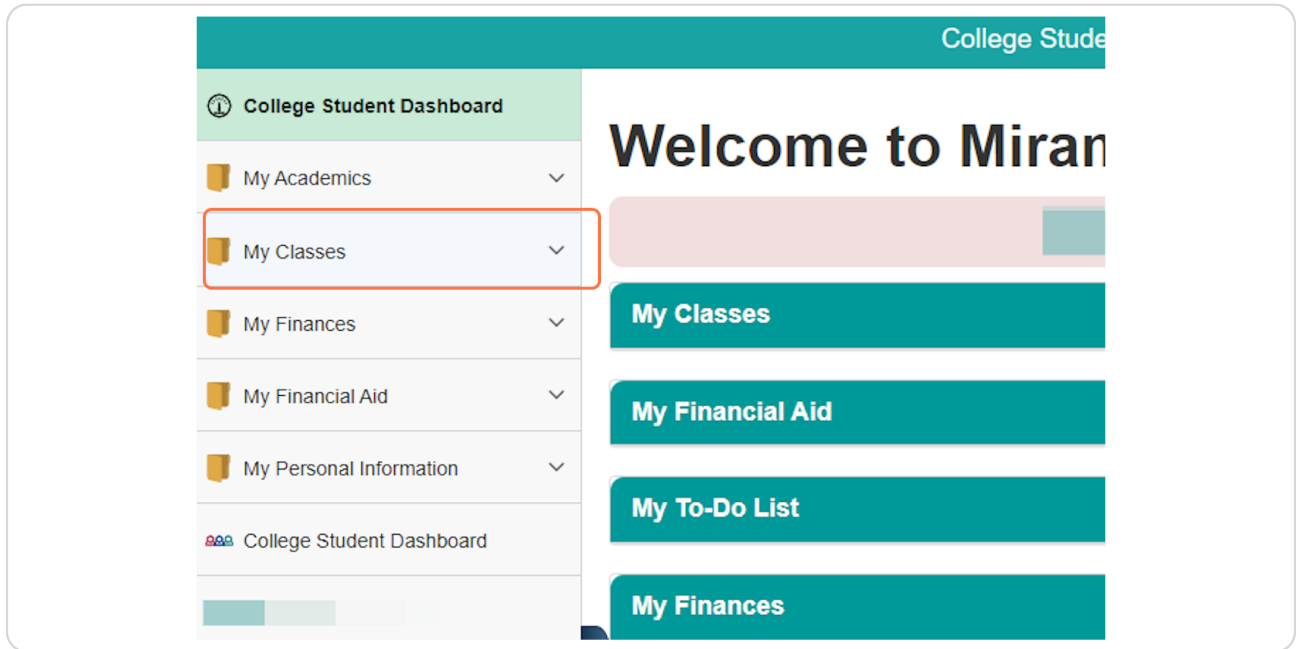 College Stude
College Student Dashboard
My Academics
My Classes
My Finances
My Financial Aid
My Personal Information
College Student Dashboard
Welcome to Miram
My Classes
My Financial Aid
My To-Do List
My Finances